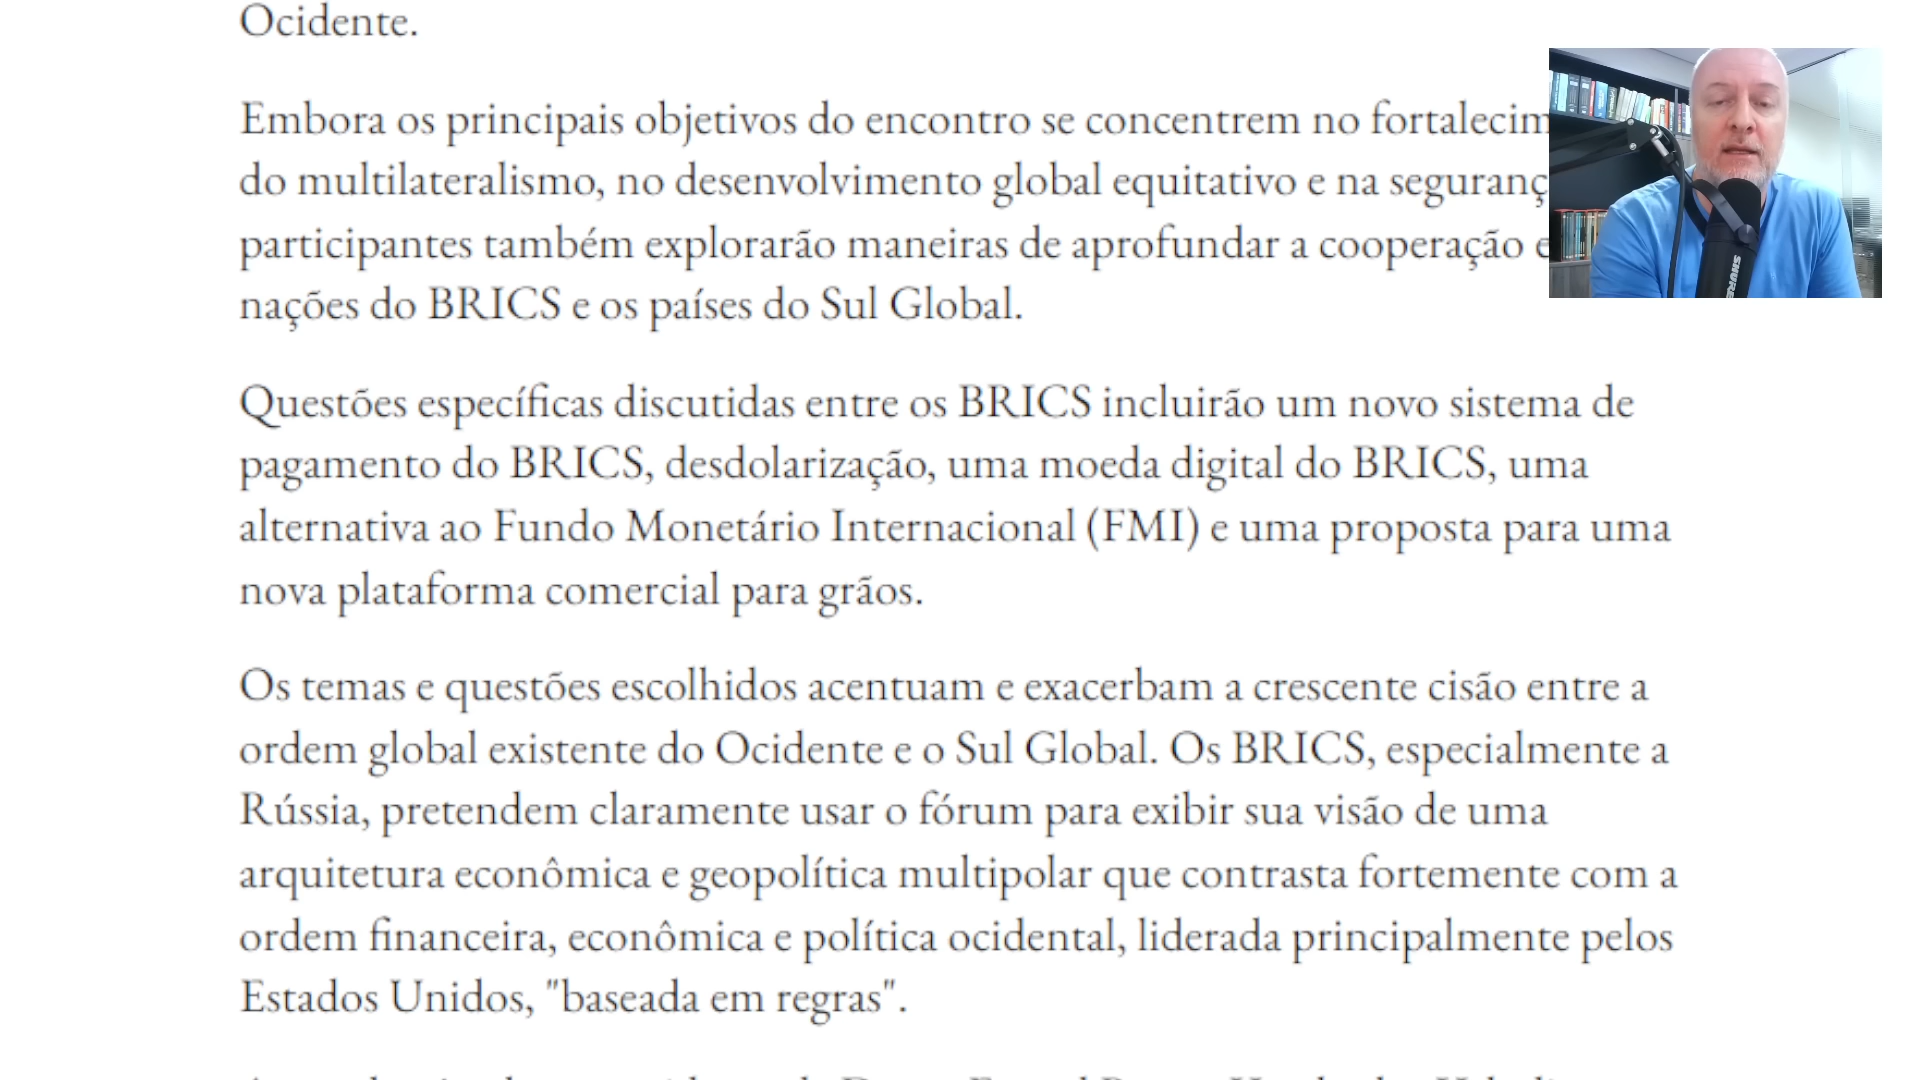 Ocidente.
Embora os principais objetivos do encontro se concentrem no
do multilateralismo, no desenvolvimento global equitativo e na
participantes também explorarão maneiras de aprofundar a cooperação
nações do BRICS e os países do Sul Global.
Questões específicas discutidas entre os BRICS incluirão um novo sistema de
pagamento do BRICS, desdolarização, uma moeda digital do BRICS, uma
alternativa ao Fundo Monetário Internacional (FMI) e uma proposta para uma
nova plataforma comercial para grãos.
Os temas e questões escolhidos acentuam e exacerbam a crescente cisão entre a
ordem global existente do Ocidente e o Sul Global. Os BRICS, especialmente a
Rússia, pretendem claramente usar o fórum para exibir sua visão de uma
arquitetura econômica e geopolítica multipolar que contrasta fortemente com a
ordem financeira, econômica e política ocidental, liderada principalmente pelos
Estados Unidos, "baseada em regras".
SHURE